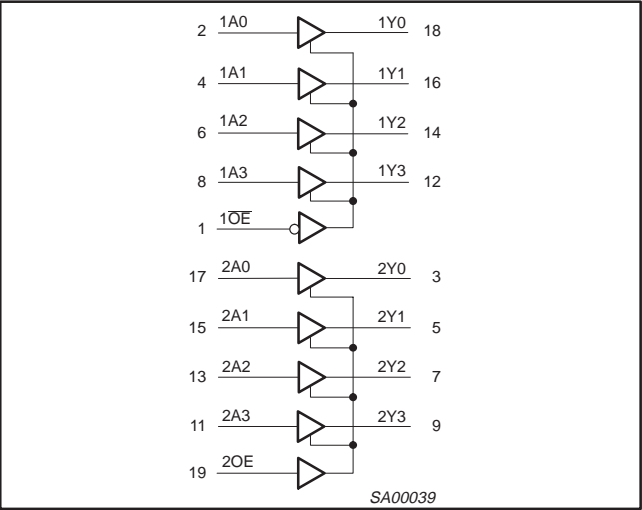 2 1A0 1Y0 18
4 1A1 1Y1 16
6 1A2 1Y2 14
8 1A3 1Y3 12
1 1O̅E̅
17 2A0 2Y0 3
15 2A1 2Y1 5
13 2A2 2Y2 7
11 2A3 2Y3 9
19 2OE
SA00039